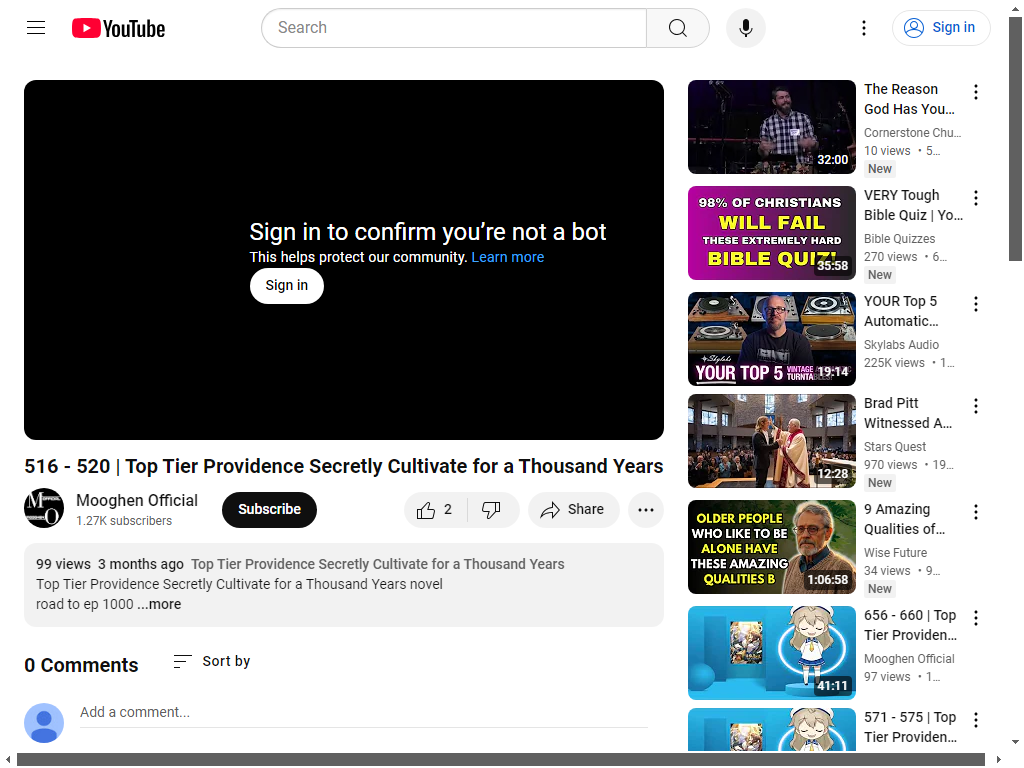 YouTube
Search
Sign in
Sign in to confirm you're not a bot
This helps protect our community. Learn more
Sign in
516 - 520 | Top Tier Providence Secretly Cultivate for a Thousand Years
Mooghen Official
1.27K subscribers
Subscribe
2
Share
99 views 3 months ago Top Tier Providence Secretly Cultivate for a Thousand Years
Top Tier Providence Secretly Cultivate for a Thousand Years novel
road to ep 1000 ...more
0 Comments
Sort by
Add a comment...
32:00
The Reason
God Has You...
Cornerstone Chu...
10 views • 5...
New
98% OF CHRISTIANS
WILL FAIL
THESE EXTREMELY HARD
BIBLE QUIZ!
35:58
VERY Tough
Bible Quiz | Yo...
Bible Quizzes
270 views • 6...
New
Skylabs
YOUR TOP 5 VINTAGE
19:14
YOUR Top 5
Automatic...
Skylabs Audio
225K views • 1...
12:28
Brad Pitt
Witnessed A...
Stars Quest
970 views • 19...
New
OLDER PEOPLE
WHO LIKE TO BE
ALONE HAVE
THESE AMAZING
QUALITIES B
1:06:58
9 Amazing
Qualities of...
Wise Future
34 views • 9...
New
41:11
656 - 660 | Top
Tier Providen...
Mooghen Official
97 views • 1...
571 - 575 | Top
Tier Providen...